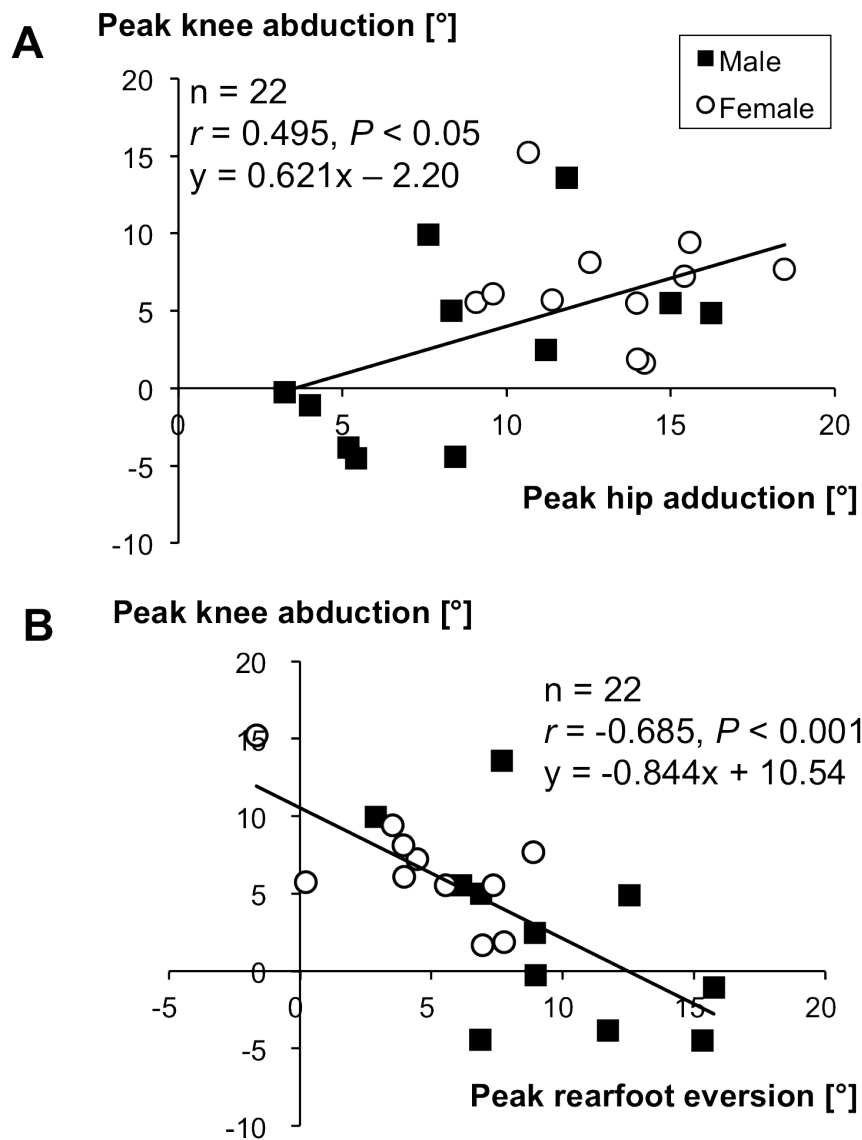 A
Peak knee abduction [°]
Male
Female
n = 22
r = 0.495, P < 0.05
y = 0.621x – 2.20
20
15
10
5
0
-5
-10
0 5 10 15 20
Peak hip adduction [°]
B
Peak knee abduction [°]
n = 22
r = -0.685, P < 0.001
y = -0.844x + 10.54
20
15
10
5
0
-5
-10
-5 0 5 10 15 20
Peak rearfoot eversion [°]